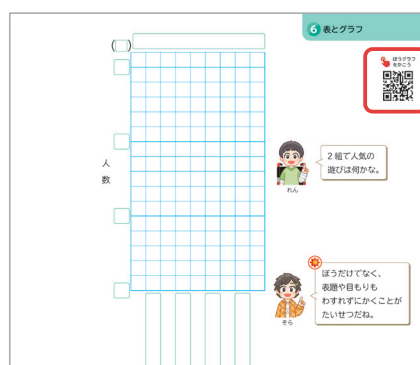 6 表とグラフ
ぼうグラフ
をかこう
( )
人
数
2組で人気の
遊びは何かな。
れん
ぼうだけでなく、
表題や目もりも
わすれずにかくことが
たいせつだね。
そら